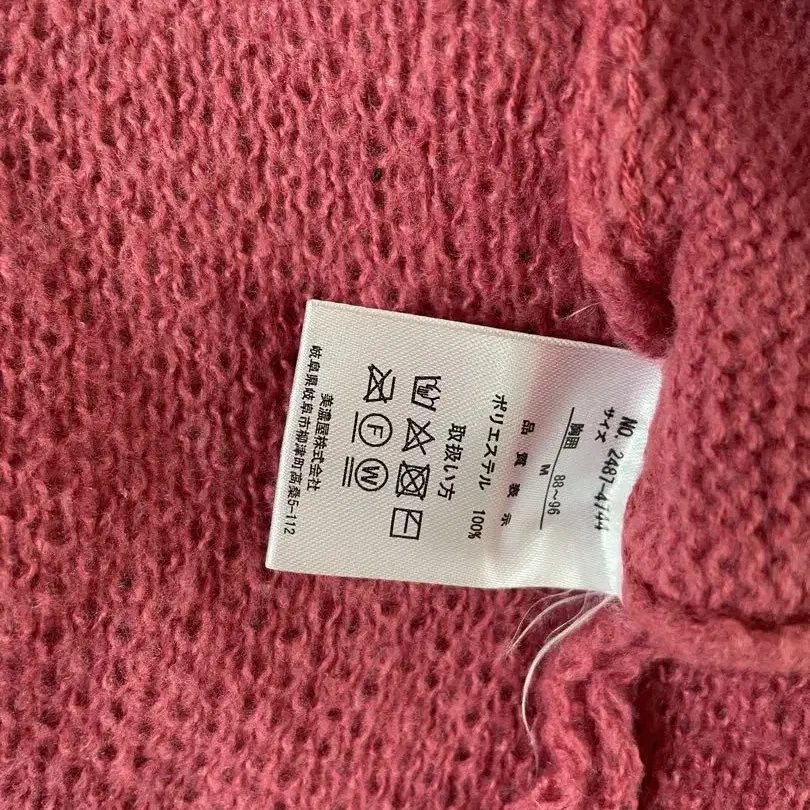 NO. 2487-4744
サイズ
胸囲 88~96
M
品質表示
ポリエステル 100%
取扱い方
F W
美濃屋株式会社
岐阜県岐阜市柳津町高桑5-112